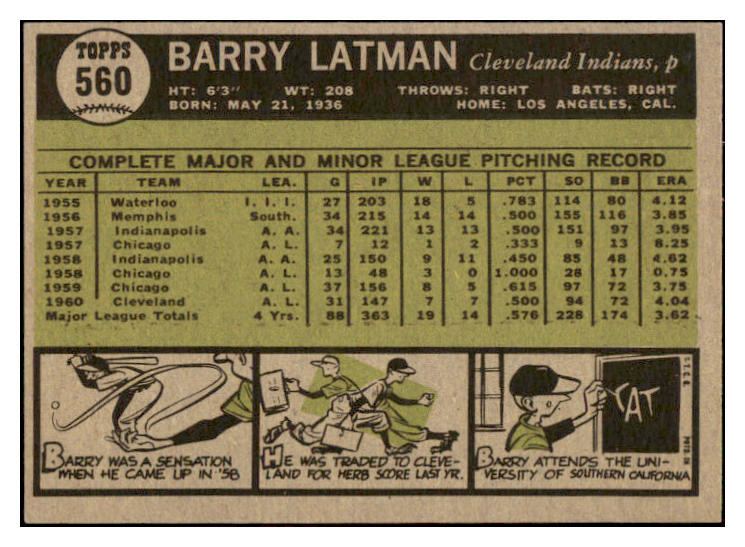 TOPPS
560
BARRY LATMAN Cleveland Indians, p
HT: 6'3" WT: 208 THROWS: RIGHT BATS: RIGHT
BORN: MAY 21, 1936 HOME: LOS ANGELES, CAL.
COMPLETE MAJOR AND MINOR LEAGUE PITCHING RECORD
YEAR TEAM LEA. G IP W L PCT SO BB ERA
1955 Waterloo I. I. I. 27 203 18 5 .783 114 80 4.12
1956 Memphis South. 34 215 14 14 .500 155 116 3.85
1957 Indianapolis A. A. 34 221 13 13 .500 151 97 3.95
1957 Chicago A. L. 7 12 1 2 .333 9 13 8.25
1958 Indianapolis A. A. 25 150 9 11 .450 85 48 4.62
1958 Chicago A. L. 13 48 3 0 1.000 28 17 0.75
1959 Chicago A. L. 37 156 8 5 .615 97 72 3.75
1960 Cleveland A. L. 31 147 7 7 .500 94 72 4.04
Major League Totals 4 Yrs. 88 363 19 14 .576 228 174 3.62
BARRY WAS A SENSATION
WHEN HE CAME UP IN '58
HE WAS TRADED TO CLEVE-
LAND FOR HERB SCORE LAST YR.
CAT
BARRY ATTENDS THE UNI-
VERSITY OF SOUTHERN CALIFORNIA